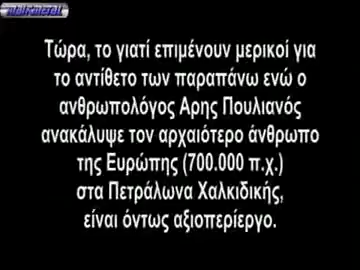 Τώρα, το γιατί επιμένουν μερικοί για
το αντίθετο των παραπάνω ενώ ο
ανθρωπολόγος Αρης Πουλιανός
ανακάλυψε τον αρχαιότερο άνθρωπο
της Ευρώπης (700.000 π.χ.)
στα Πετράλωνα Χαλκιδικής,
είναι όντως αξιοπερίεργο.